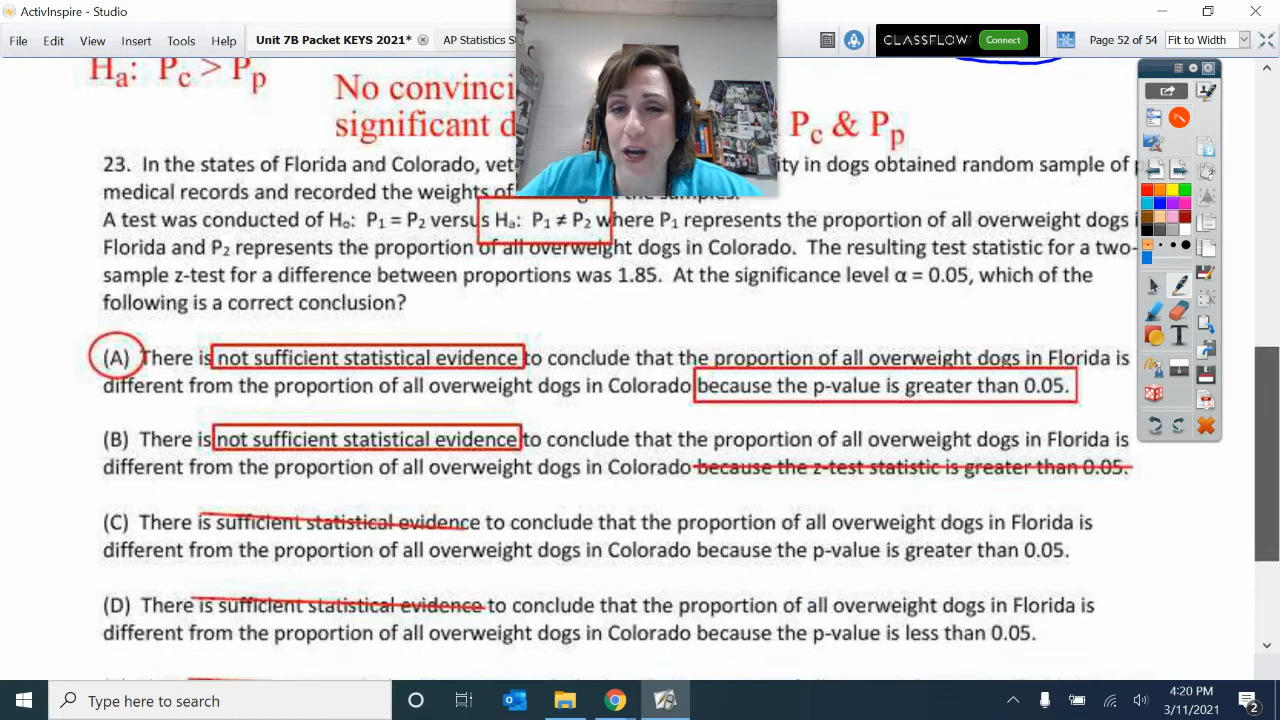 ActivInspire - Studio
File Edit View Insert Tools Help Unit 7B Packet KEYS 2021* AP Statistics S CLASSFLOW Connect Page 52 of 54 Fit to Width
Ha: Pc > Pp
No convinci
significant d Pc & Pp
23. In the states of Florida and Colorado, vet ity in dogs obtained random sample of
medical records and recorded the weights of
A test was conducted of Ho: P1 = P2 versus Ha: P1 ≠ P2 where P1 represents the proportion of all overweight dogs
Florida and P2 represents the proportion of all overweight dogs in Colorado. The resulting test statistic for a two-
sample z-test for a difference between proportions was 1.85. At the significance level α = 0.05, which of the
following is a correct conclusion?
(A) There is not sufficient statistical evidence to conclude that the proportion of all overweight dogs in Florida is
different from the proportion of all overweight dogs in Colorado because the p-value is greater than 0.05.
(B) There is not sufficient statistical evidence to conclude that the proportion of all overweight dogs in Florida is
different from the proportion of all overweight dogs in Colorado because the z-test statistic is greater than 0.05.
(C) There is sufficient statistical evidence to conclude that the proportion of all overweight dogs in Florida is
different from the proportion of all overweight dogs in Colorado because the p-value is greater than 0.05.
(D) There is sufficient statistical evidence to conclude that the proportion of all overweight dogs in Florida is
different from the proportion of all overweight dogs in Colorado because the p-value is less than 0.05.
Type here to search
4:20 PM
3/11/2021
2